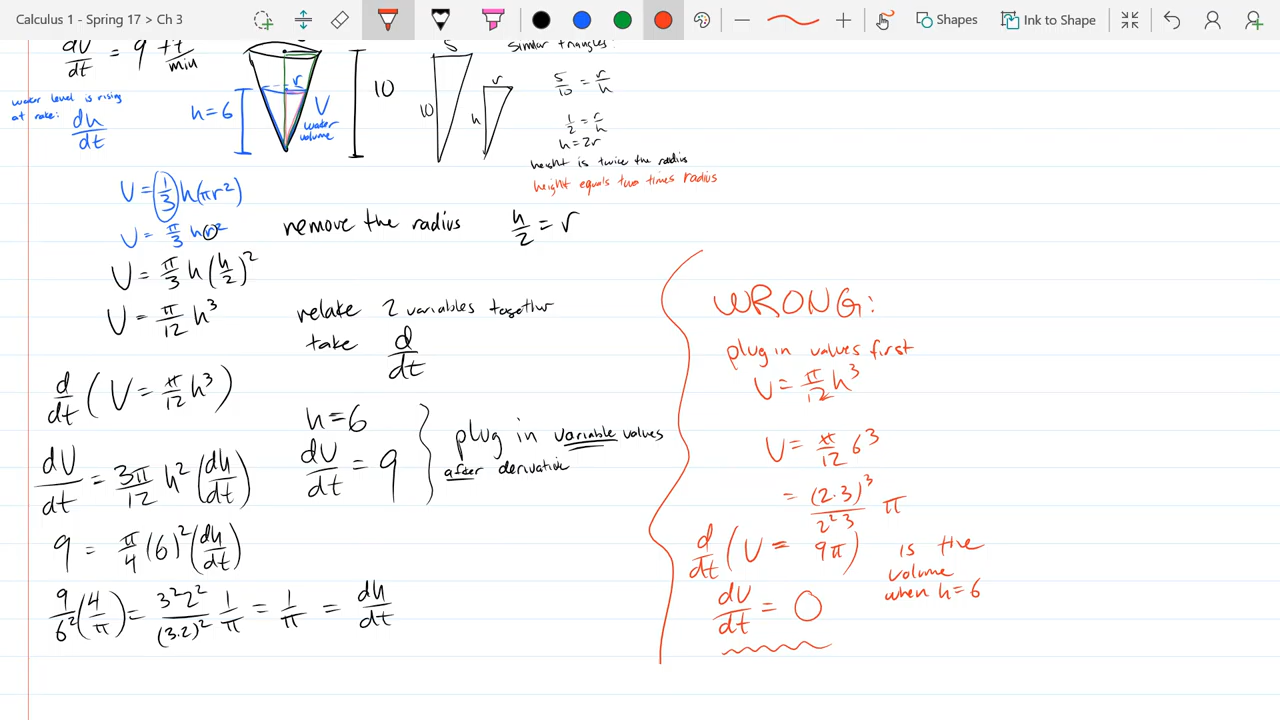 Calculus 1 - Spring 17 > Ch 3
Shapes
Ink to Shape
dV/dt = 9 ft/min
water level is rising
at rate: dh/dt
h=6
r
V
water
volume
10
5
10
r
h
Similar triangles:
5/10 = r/h
1/2 = r/h
h=2r
height is twice the radius
height equals two times radius
V = 1/3 h(πr²)
V = π/3 hr²
remove the radius
h/2 = r
V = π/3 h(h/2)²
V = π/12 h³
relate 2 variables together
take d/dt
d/dt (V = π/12 h³)
h=6
dV/dt = 9
plug in variable values
after derivative
dV/dt = 3π/12 h² (dh/dt)
9 = π/4 (6)² (dh/dt)
9/6² (4/π) = 3²2²/(3·2)² 1/π = 1/π = dh/dt
WRONG:
plug in values first
V = π/12 h³
V = π/12 6³
= (2·3)³/2²3 π
d/dt (V = 9π)
is the
volume
when h=6
dV/dt = 0